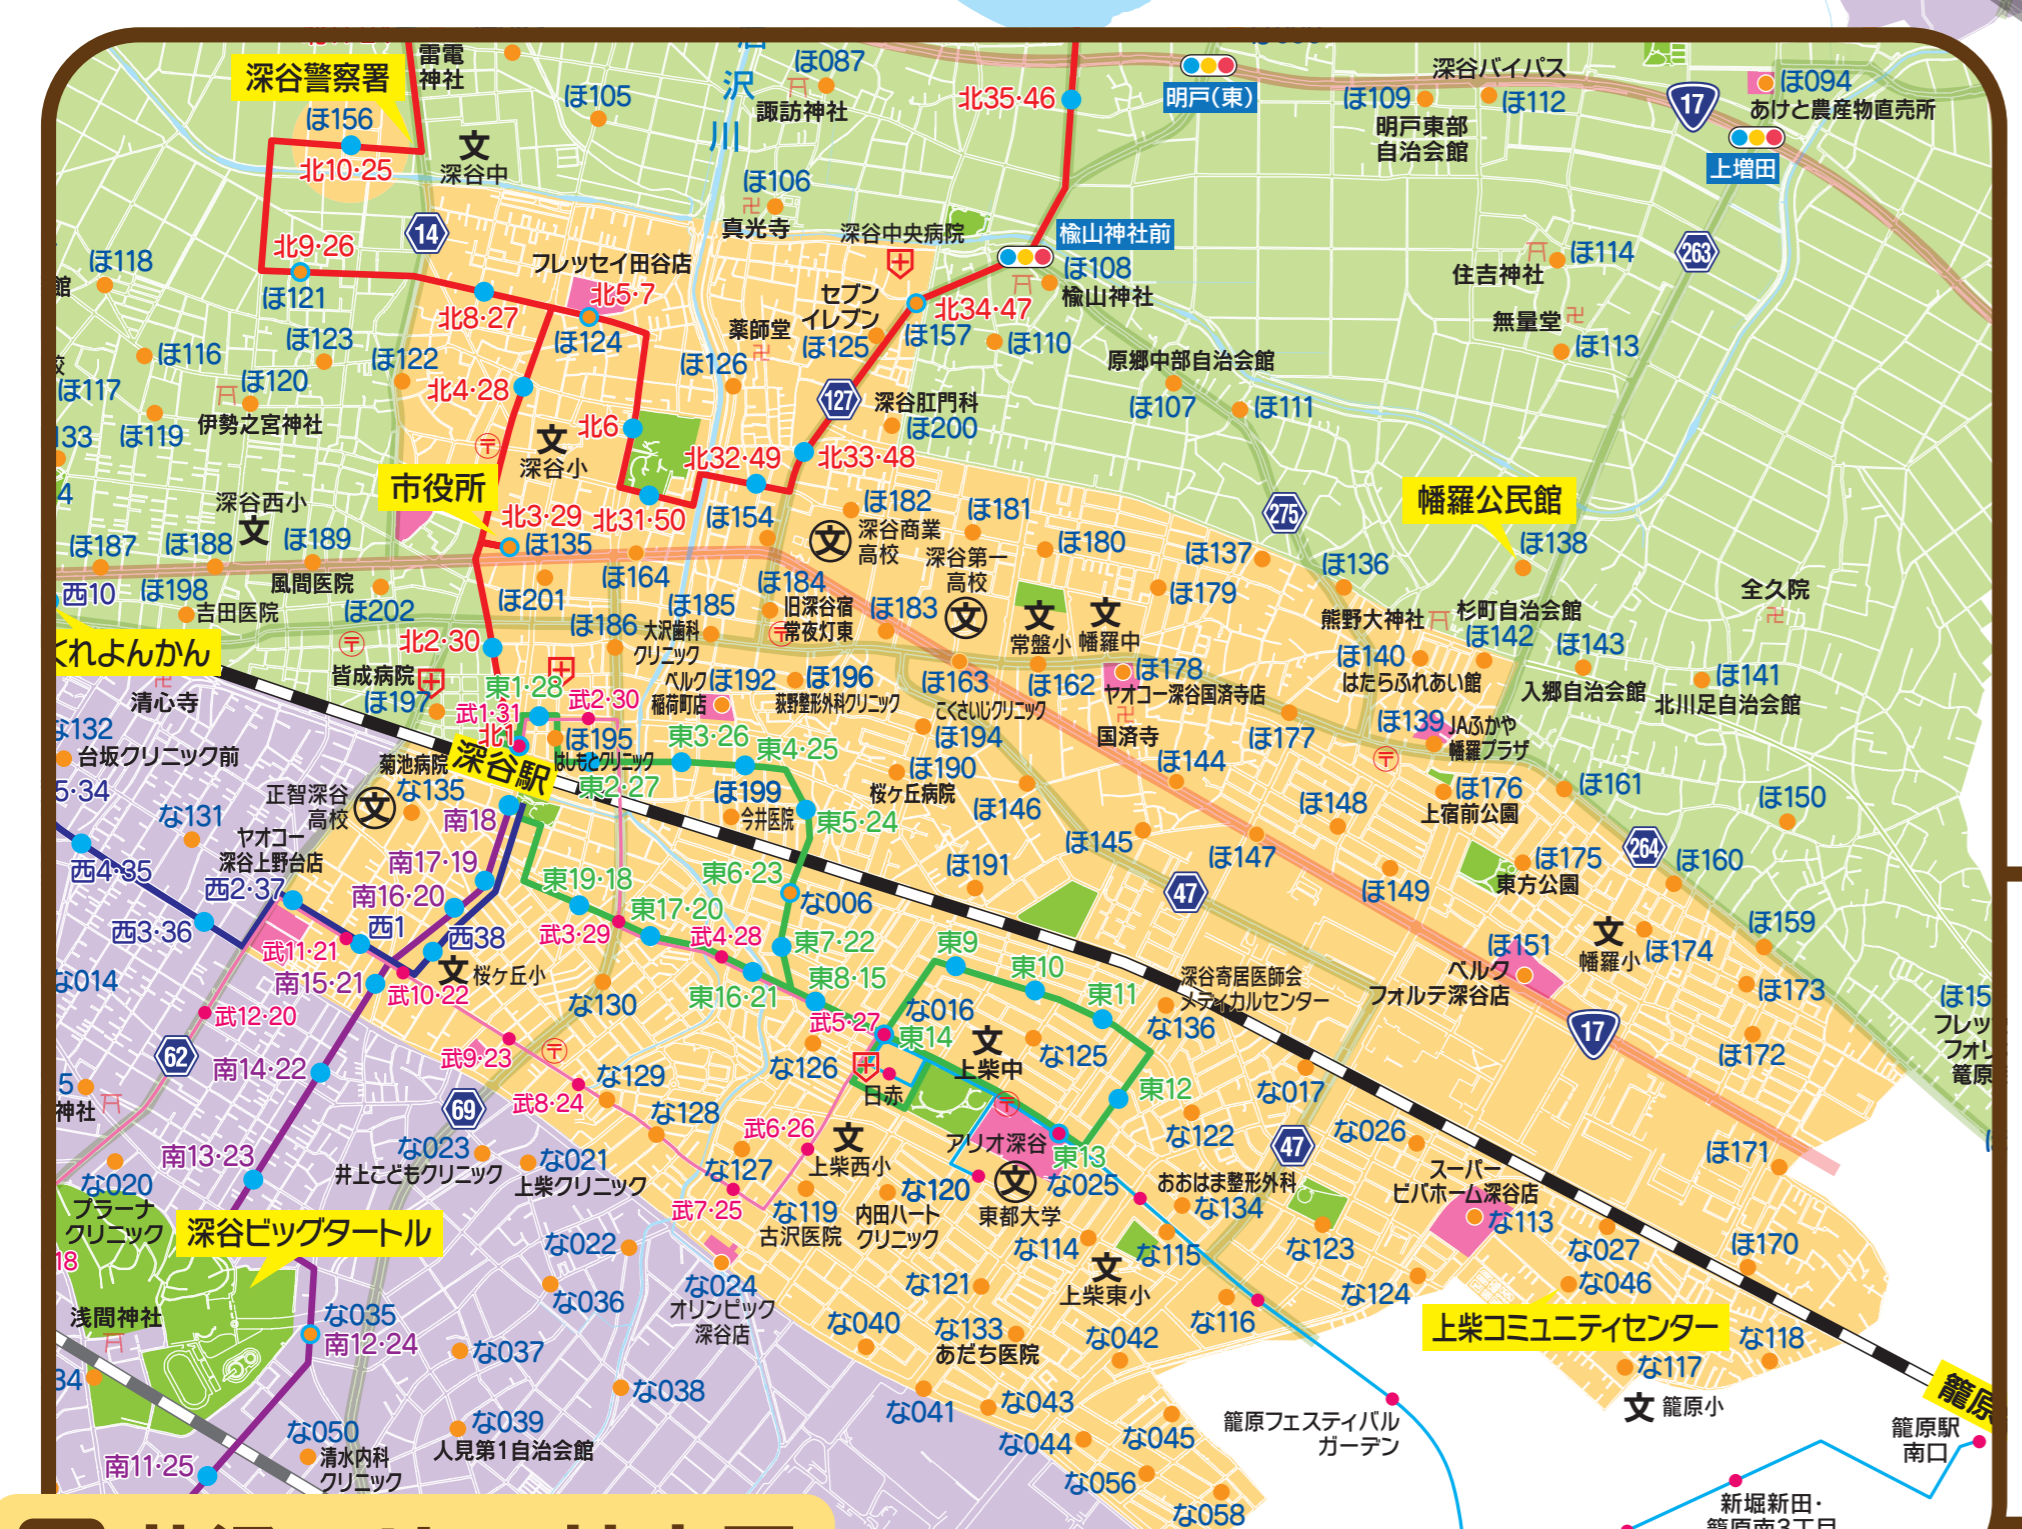 雷電
神社
深谷警察署
ほ156
北10·25
文
深谷中
ほ105
沢
川
ほ087
諏訪神社
北35·46
明戸(東)
深谷バイパス
ほ109
ほ112
明戸東部
自治会館
17
ほ094
あけと農産物直売所
上増田
ほ106
真光寺
深谷中央病院
楡山神社前
ほ108
楡山神社
住吉神社
ほ114
263
無量堂
ほ113
14
北9·26
ほ121
ほ118
館
フレッセイ田谷店
北5·7
ほ124
北8·27
セブン
イレブン
ほ125
北34·47
ほ157
ほ110
薬師堂
ほ126
原郷中部自治会館
ほ107
ほ111
ほ116
ほ123
ほ122
ほ117
ほ120
伊勢之宮神社
ほ119
北4·28
北6
文
深谷小
127
深谷肛門科
ほ200
北32·49
北33·48
市役所
北3·29
ほ135
北31·50
ほ154
ほ182
文
深谷商業
高校
ほ181
深谷第一
高校
文
ほ180
275
幡羅公民館
ほ138
ほ137
ほ136
深谷西小
文
ほ187
ほ188
ほ189
風間医院
西10
ほ198
吉田医院
ほ202
ほ201
ほ164
ほ184
旧深谷宿
常夜灯東
ほ185
大沢歯科
クリニック
ほ186
ほ183
文
常盤小
文
幡羅中
ほ179
熊野大神社
杉町自治会館
ほ142
ほ143
全久院
ほ140
はたらふれあい館
入郷自治会館
ほ141
北川足自治会館
くれよんかん
清心寺
皆成病院
ほ197
北2·30
東1·28
武1·31
北1
武2·30
ほ195
はしもとクリニック
ベルク
稲荷町店
ほ192
ほ196
荻野整形外科クリニック
ほ163
こくさいじクリニック
ほ162
ほ178
ヤオコー深谷国済寺店
国済寺
ほ177
ほ139
JAふかや
幡羅プラザ
深谷駅
東2·27
東3·26
東4·25
ほ194
ほ190
桜ケ丘病院
ほ146
ほ144
ほ176
上宿前公園
ほ161
ほ150
な132
台坂クリニック前
5·34
菊池病院
な135
正智深谷
高校
文
な131
ヤオコー
深谷上野台店
南18
ほ199
今井医院
東5·24
ほ145
ほ148
ほ147
264
ほ160
ほ175
東方公園
西4·35
西2·37
南17·19
南16·20
東19·18
東6·23
な006
ほ191
47
ほ149
西3·36
西1
西38
武11·21
武3·29
東17·20
武4·28
東7·22
東9
東10
ほ151
ベルク
フォルテ深谷店
文
幡羅小
ほ174
ほ159
な014
南15·21
武10·22
文
桜ヶ丘小
な130
東16·21
東8·15
東11
深谷寄居医師会
メディカルセンター
な136
ほ173
武12·20
62
南14·22
武9·23
な129
武5·27
な016
東14
な126
文
上柴中
な125
17
ほ172
神社
69
武8·24
な128
日赤
東12
な017
南13·23
な023
井上こどもクリニック
な021
上柴クリニック
武6·26
文
上柴西小
な127
武7·25
アリオ深谷
東13
な122
47
な026
ほ171
な020
プラーナ
クリニック
な119
古沢医院
な120
内田ハート
クリニック
文
東都大学
な025
おおはま整形外科
な134
スーパー
ビバホーム深谷店
な113
深谷ビッグタートル
な022
な024
オリンピック
深谷店
な114
な115
な123
な027
ほ170
な121
文
上柴東小
な124
な046
浅間神社
な035
南12·24
な036
な040
な133
あだち医院
な042
な116
上柴コミュニティセンター
な118
な037
な038
な117
文
籠原小
な041
な043
な050
清水内科
クリニック
な039
人見第1自治会館
な044
な045
籠原フェスティバル
ガーデン
籠原駅
南口
南11·25
な056
な058
新堀新田·